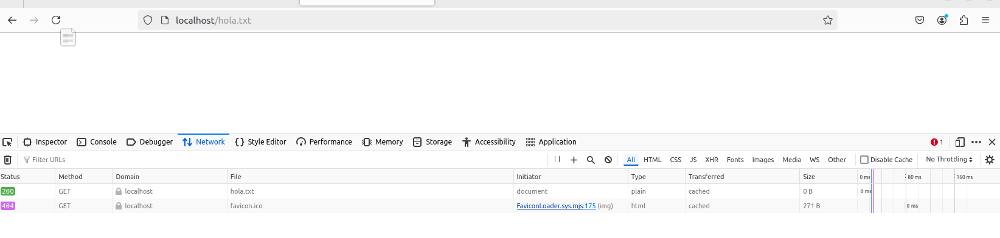 localhost/hola.txt
Inspector Console Debugger Network Style Editor Performance Memory Storage Accessibility Application 1
Filter URLs All HTML CSS JS XHR Fonts Images Media WS Other Disable Cache No Throttling
Status Method Domain File Initiator Type Transferred Size 0 ms 80 ms 160 ms
200 GET localhost hola.txt document plain cached 0 B 0 ms
404 GET localhost favicon.ico FaviconLoader.sys.mjs:175 (img) html cached 271 B 0 ms